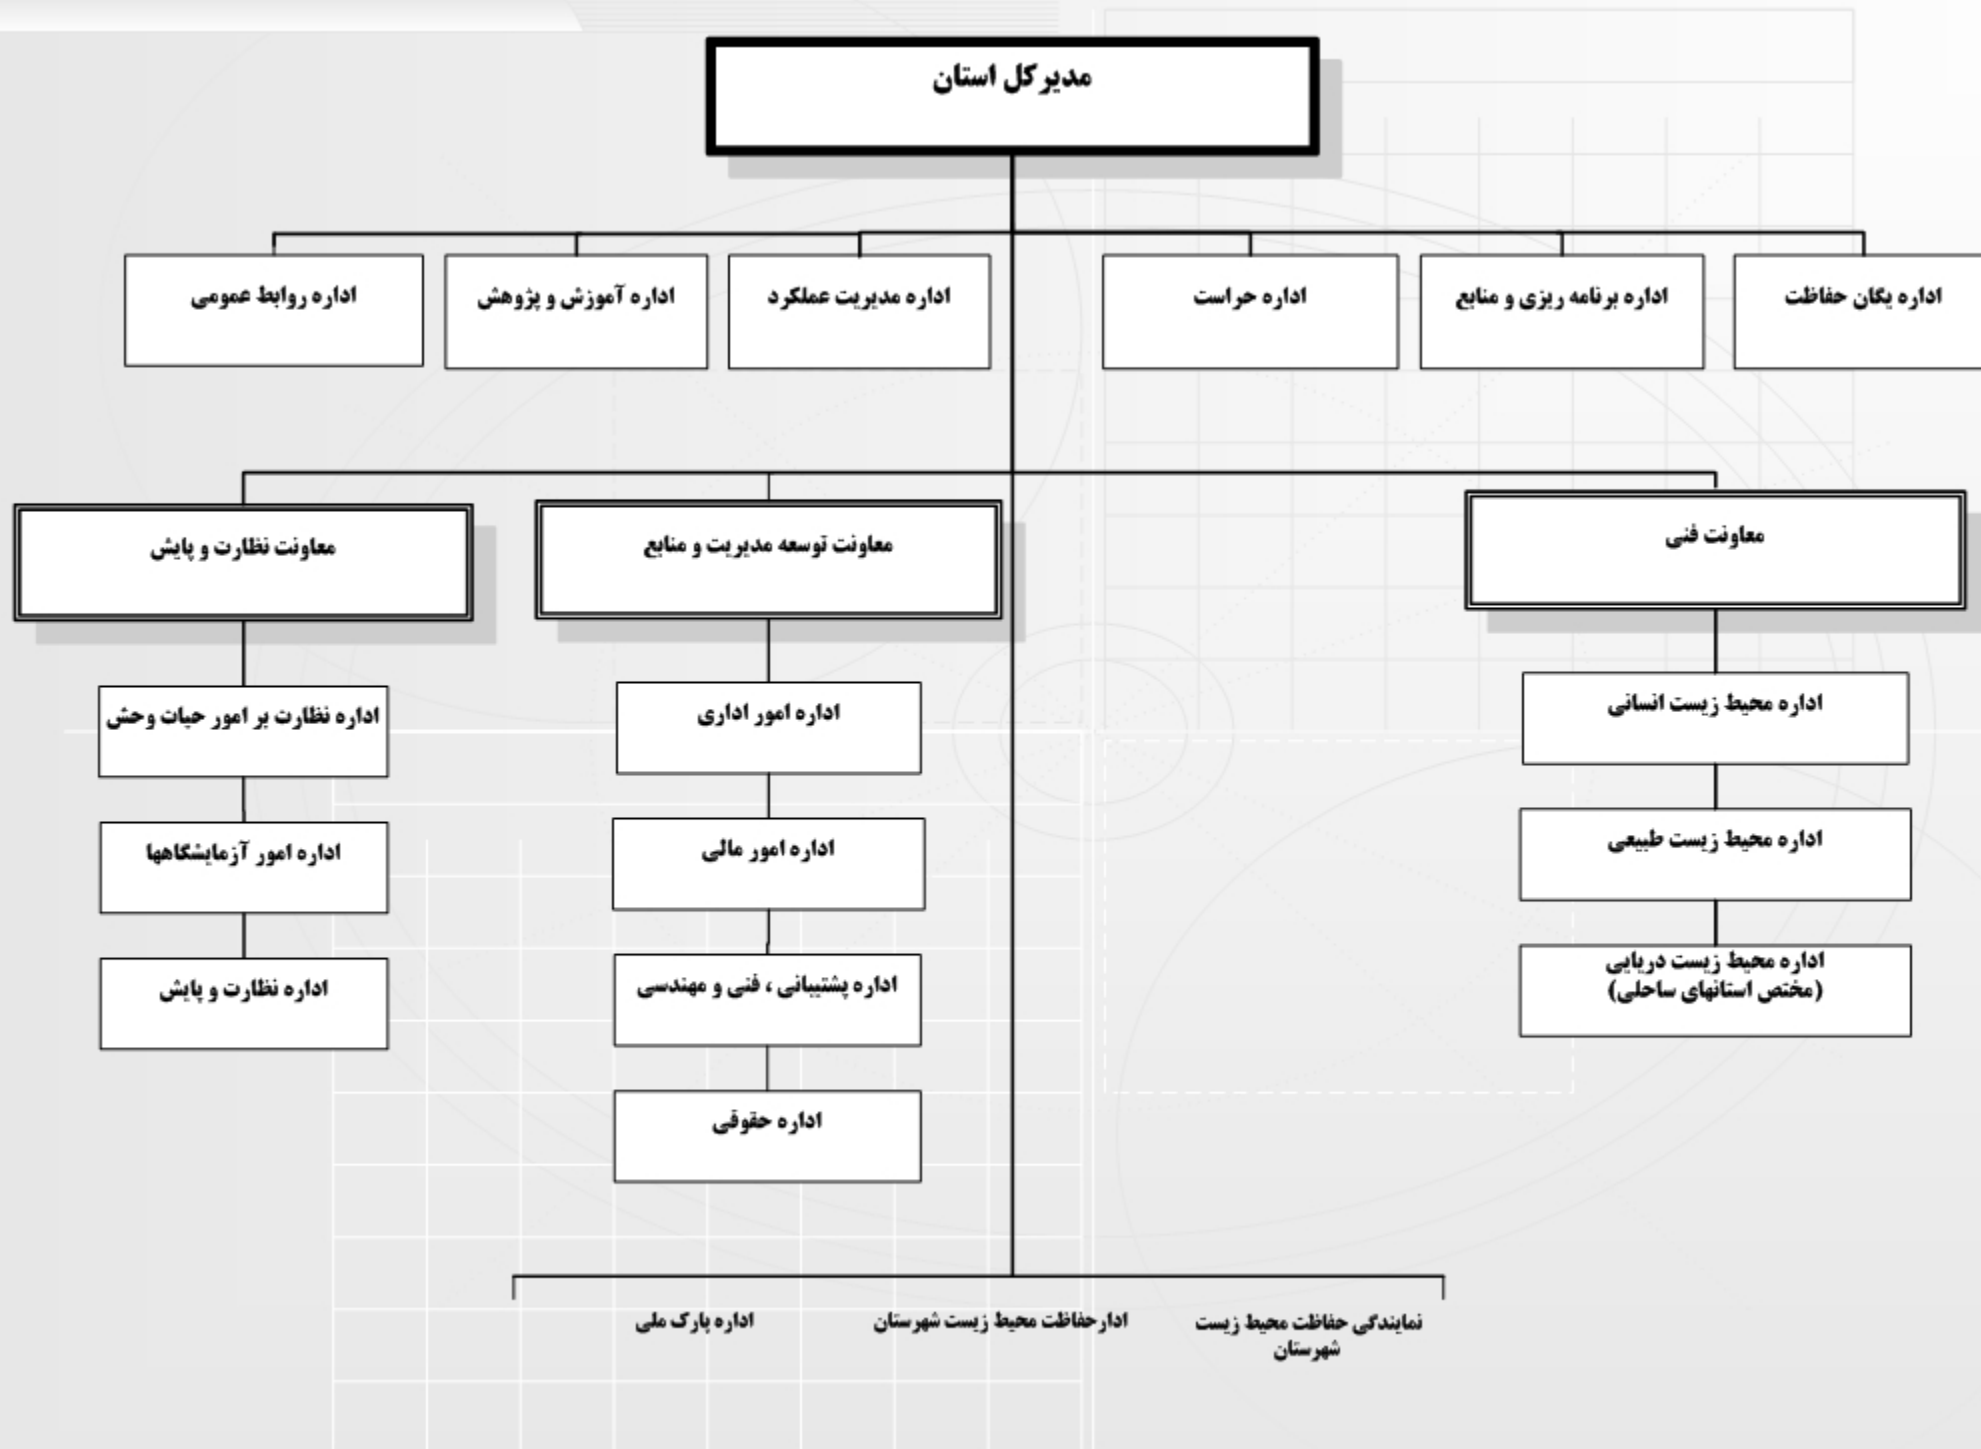 مدیرکل استان
اداره یگان حفاظت
اداره برنامه ریزی و منابع
اداره حراست
اداره مدیریت عملکرد
اداره آموزش و پژوهش
اداره روابط عمومی
معاونت فنی
معاونت توسعه مدیریت و منابع
معاونت نظارت و پایش
اداره محیط زیست انسانی
اداره محیط زیست طبیعی
اداره محیط زیست دریایی
(مختص استانهای ساحلی)
اداره امور اداری
اداره امور مالی
اداره پشتیبانی ، فنی و مهندسی
اداره حقوقی
اداره نظارت بر امور حیات وحش
اداره امور آزمایشگاهها
اداره نظارت و پایش
نمایندگی حفاظت محیط زیست
شهرستان
ادارحفاظت محیط زیست شهرستان
اداره پارک ملی